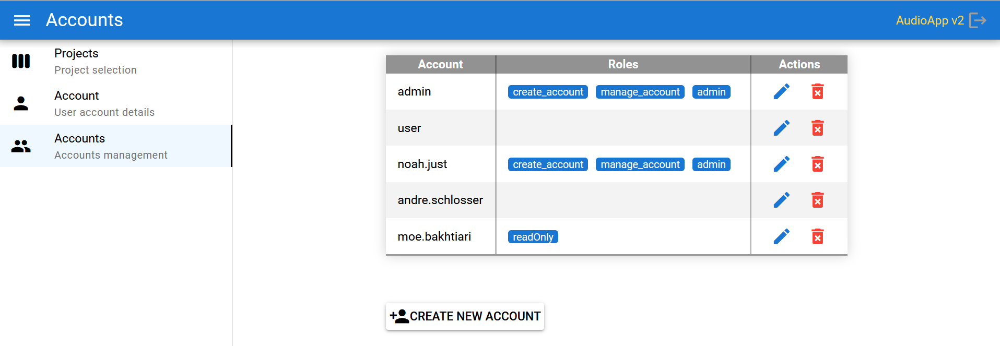 Accounts
AudioApp v2
Projects
Project selection
Account
User account details
Accounts
Accounts management
Account Roles Actions
admin create_account manage_account admin
user
noah.just create_account manage_account admin
andre.schlosser
moe.bakhtiari readOnly
CREATE NEW ACCOUNT